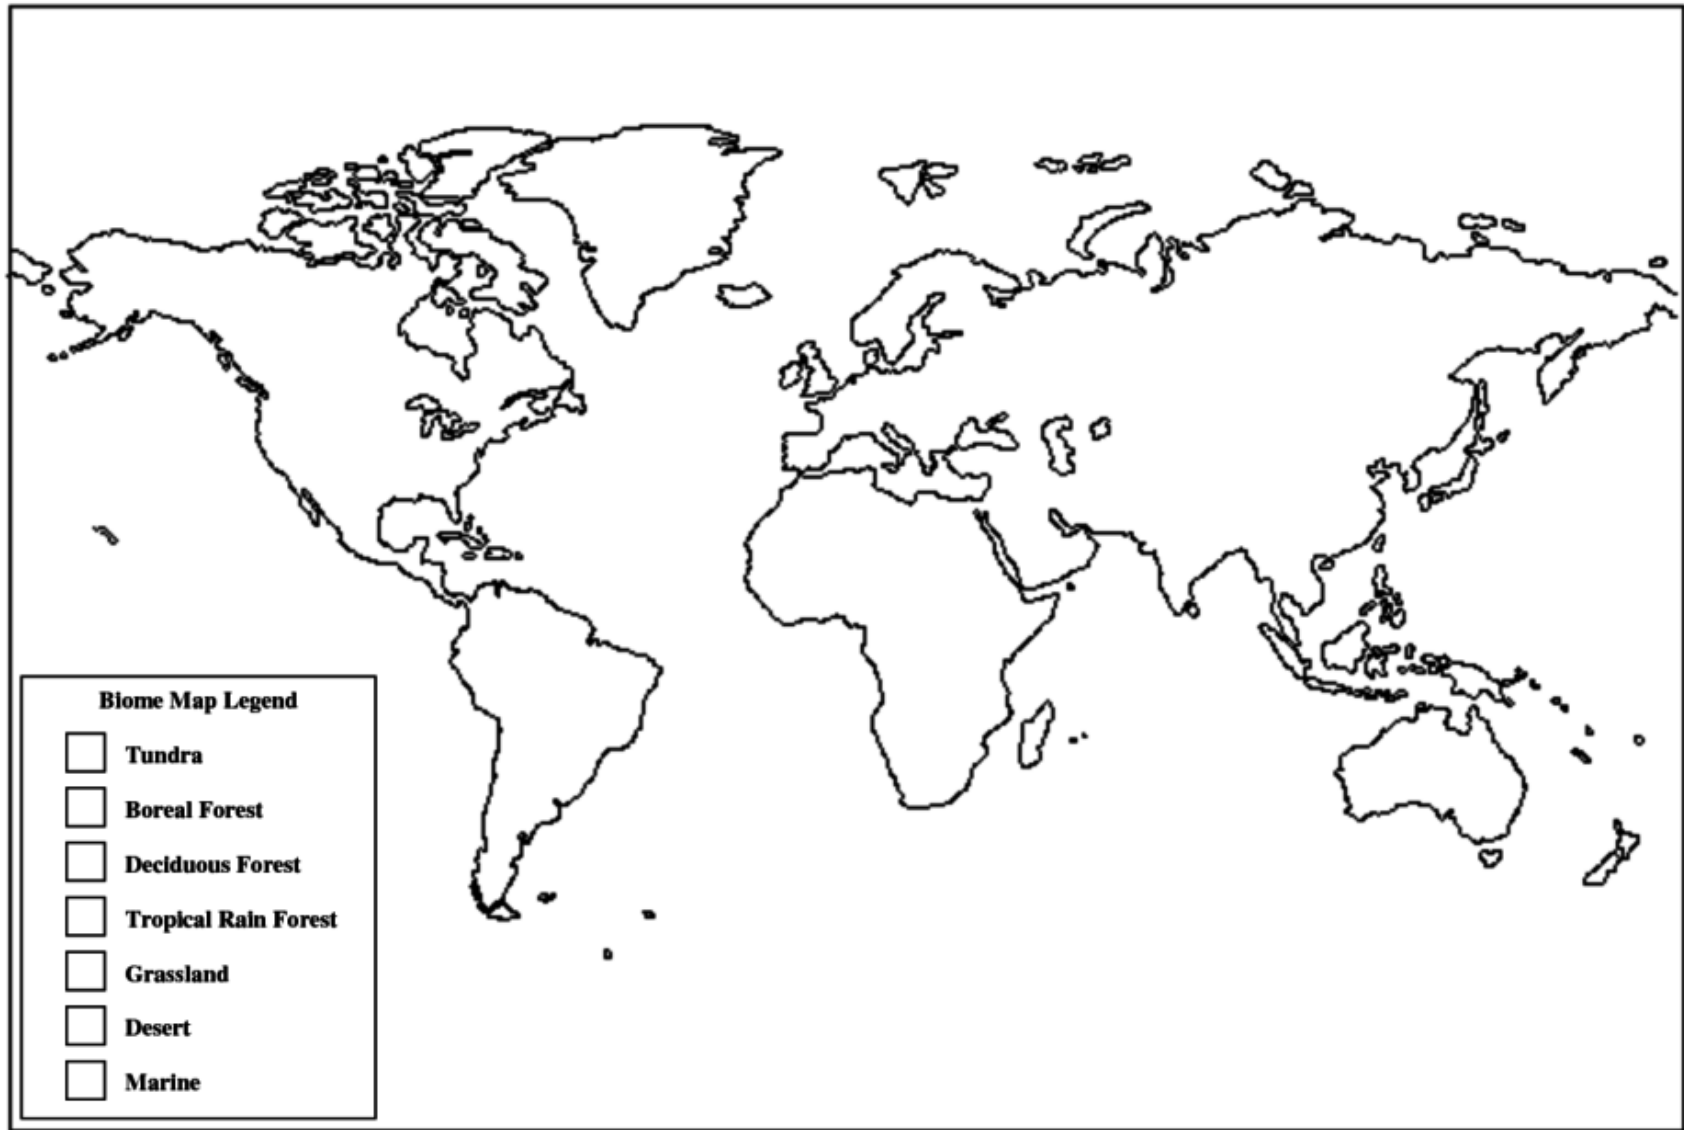 Biome Map Legend
Tundra
Boreal Forest
Deciduous Forest
Tropical Rain Forest
Grassland
Desert
Marine